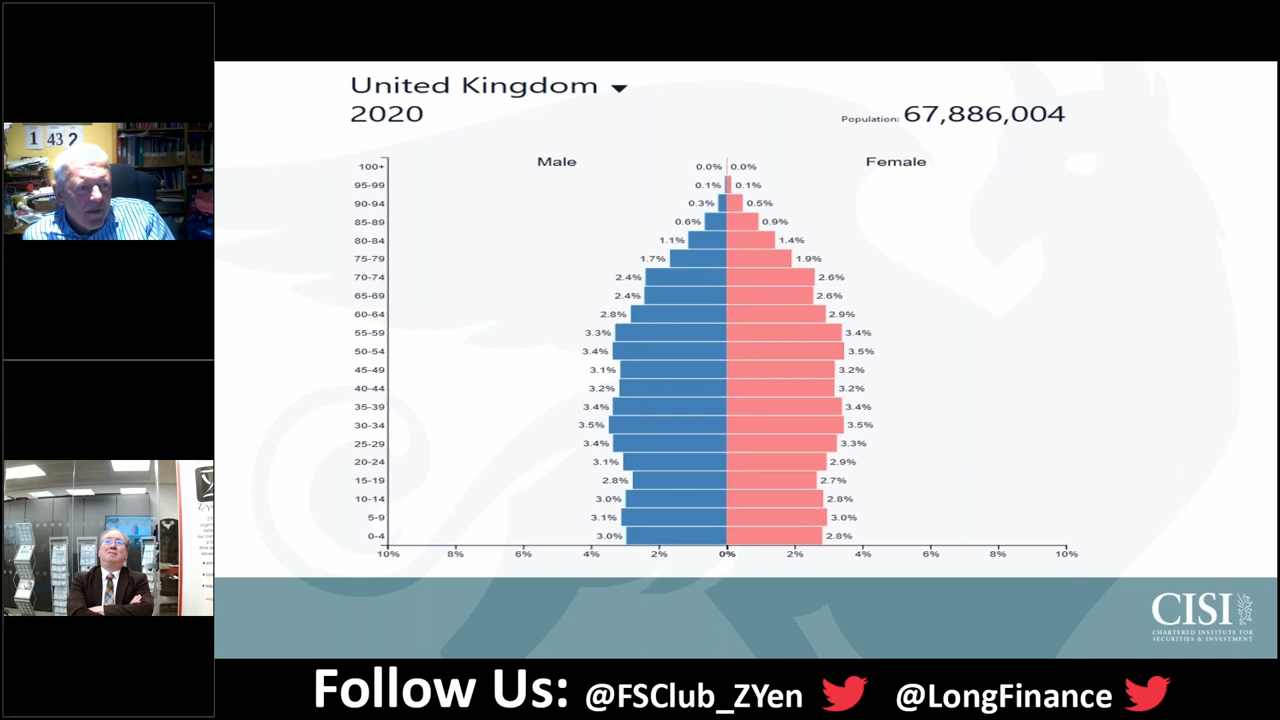 1 43 2
United Kingdom
2020
Population: 67,886,004
Male
Female
100+ 0.0% 0.0%
95-99 0.1% 0.1%
90-94 0.3% 0.5%
85-89 0.6% 0.9%
80-84 1.1% 1.4%
75-79 1.7% 1.9%
70-74 2.4% 2.6%
65-69 2.4% 2.6%
60-64 2.8% 2.9%
55-59 3.3% 3.4%
50-54 3.4% 3.5%
45-49 3.1% 3.2%
40-44 3.2% 3.2%
35-39 3.4% 3.4%
30-34 3.5% 3.5%
25-29 3.4% 3.3%
20-24 3.1% 2.9%
15-19 2.8% 2.7%
10-14 3.0% 2.8%
5-9 3.1% 3.0%
0-4 3.0% 2.8%
10% 8% 6% 4% 2% 0% 2% 4% 6% 8% 10%
CISI
CHARTERED INSTITUTE FOR
SECURITIES & INVESTMENT
Follow Us: @FSClub_ZYen @LongFinance